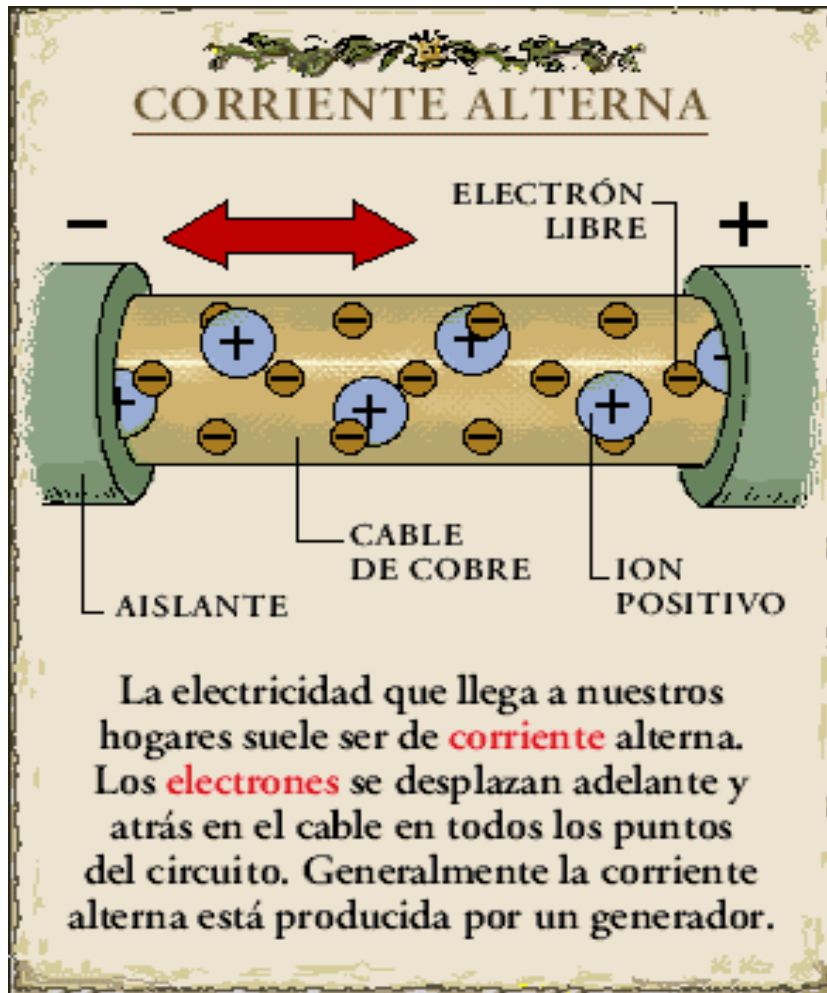 CORRIENTE ALTERNA
−
ELECTRÓN
LIBRE
+
CABLE
DE COBRE
ION
POSITIVO
AISLANTE
La electricidad que llega a nuestros
hogares suele ser de corriente alterna.
Los electrones se desplazan adelante y
atrás en el cable en todos los puntos
del circuito. Generalmente la corriente
alterna está producida por un generador.